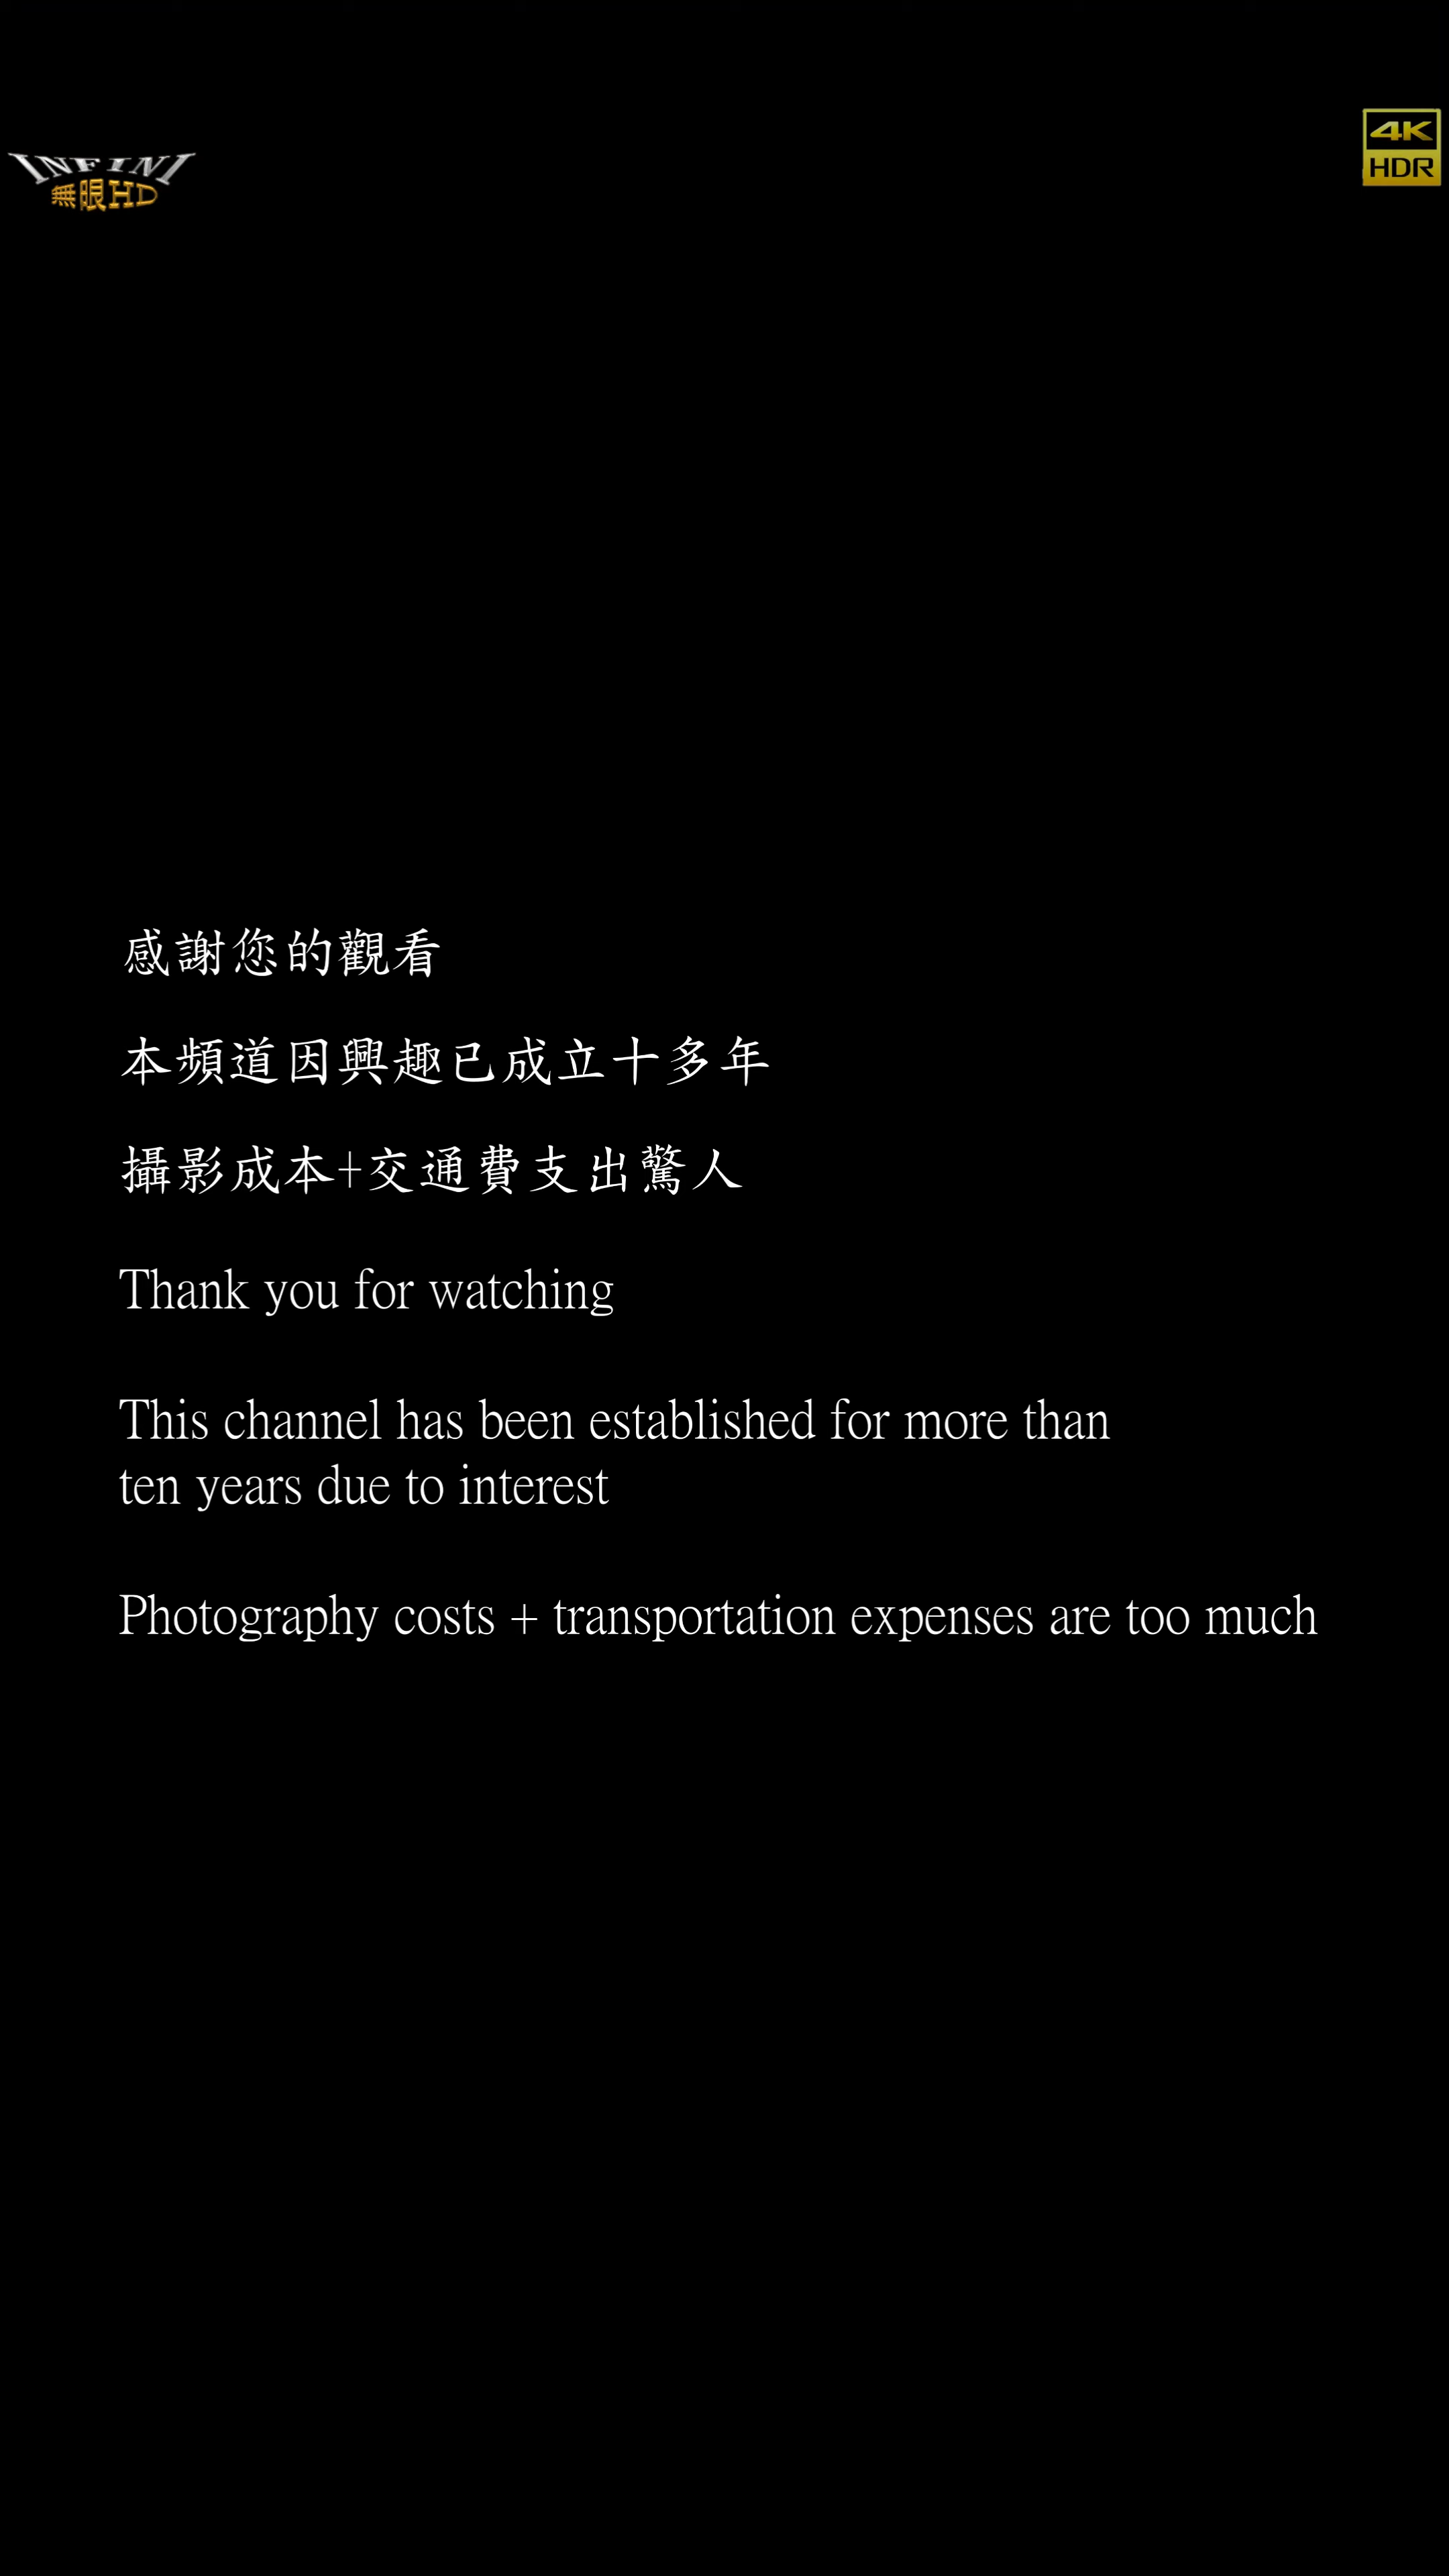 INFINI
無限HD
4K
HDR
感謝您的觀看
本頻道因興趣已成立十多年
攝影成本+交通費支出驚人
Thank you for watching
This channel has been established for more than
ten years due to interest
Photography costs + transportation expenses are too much